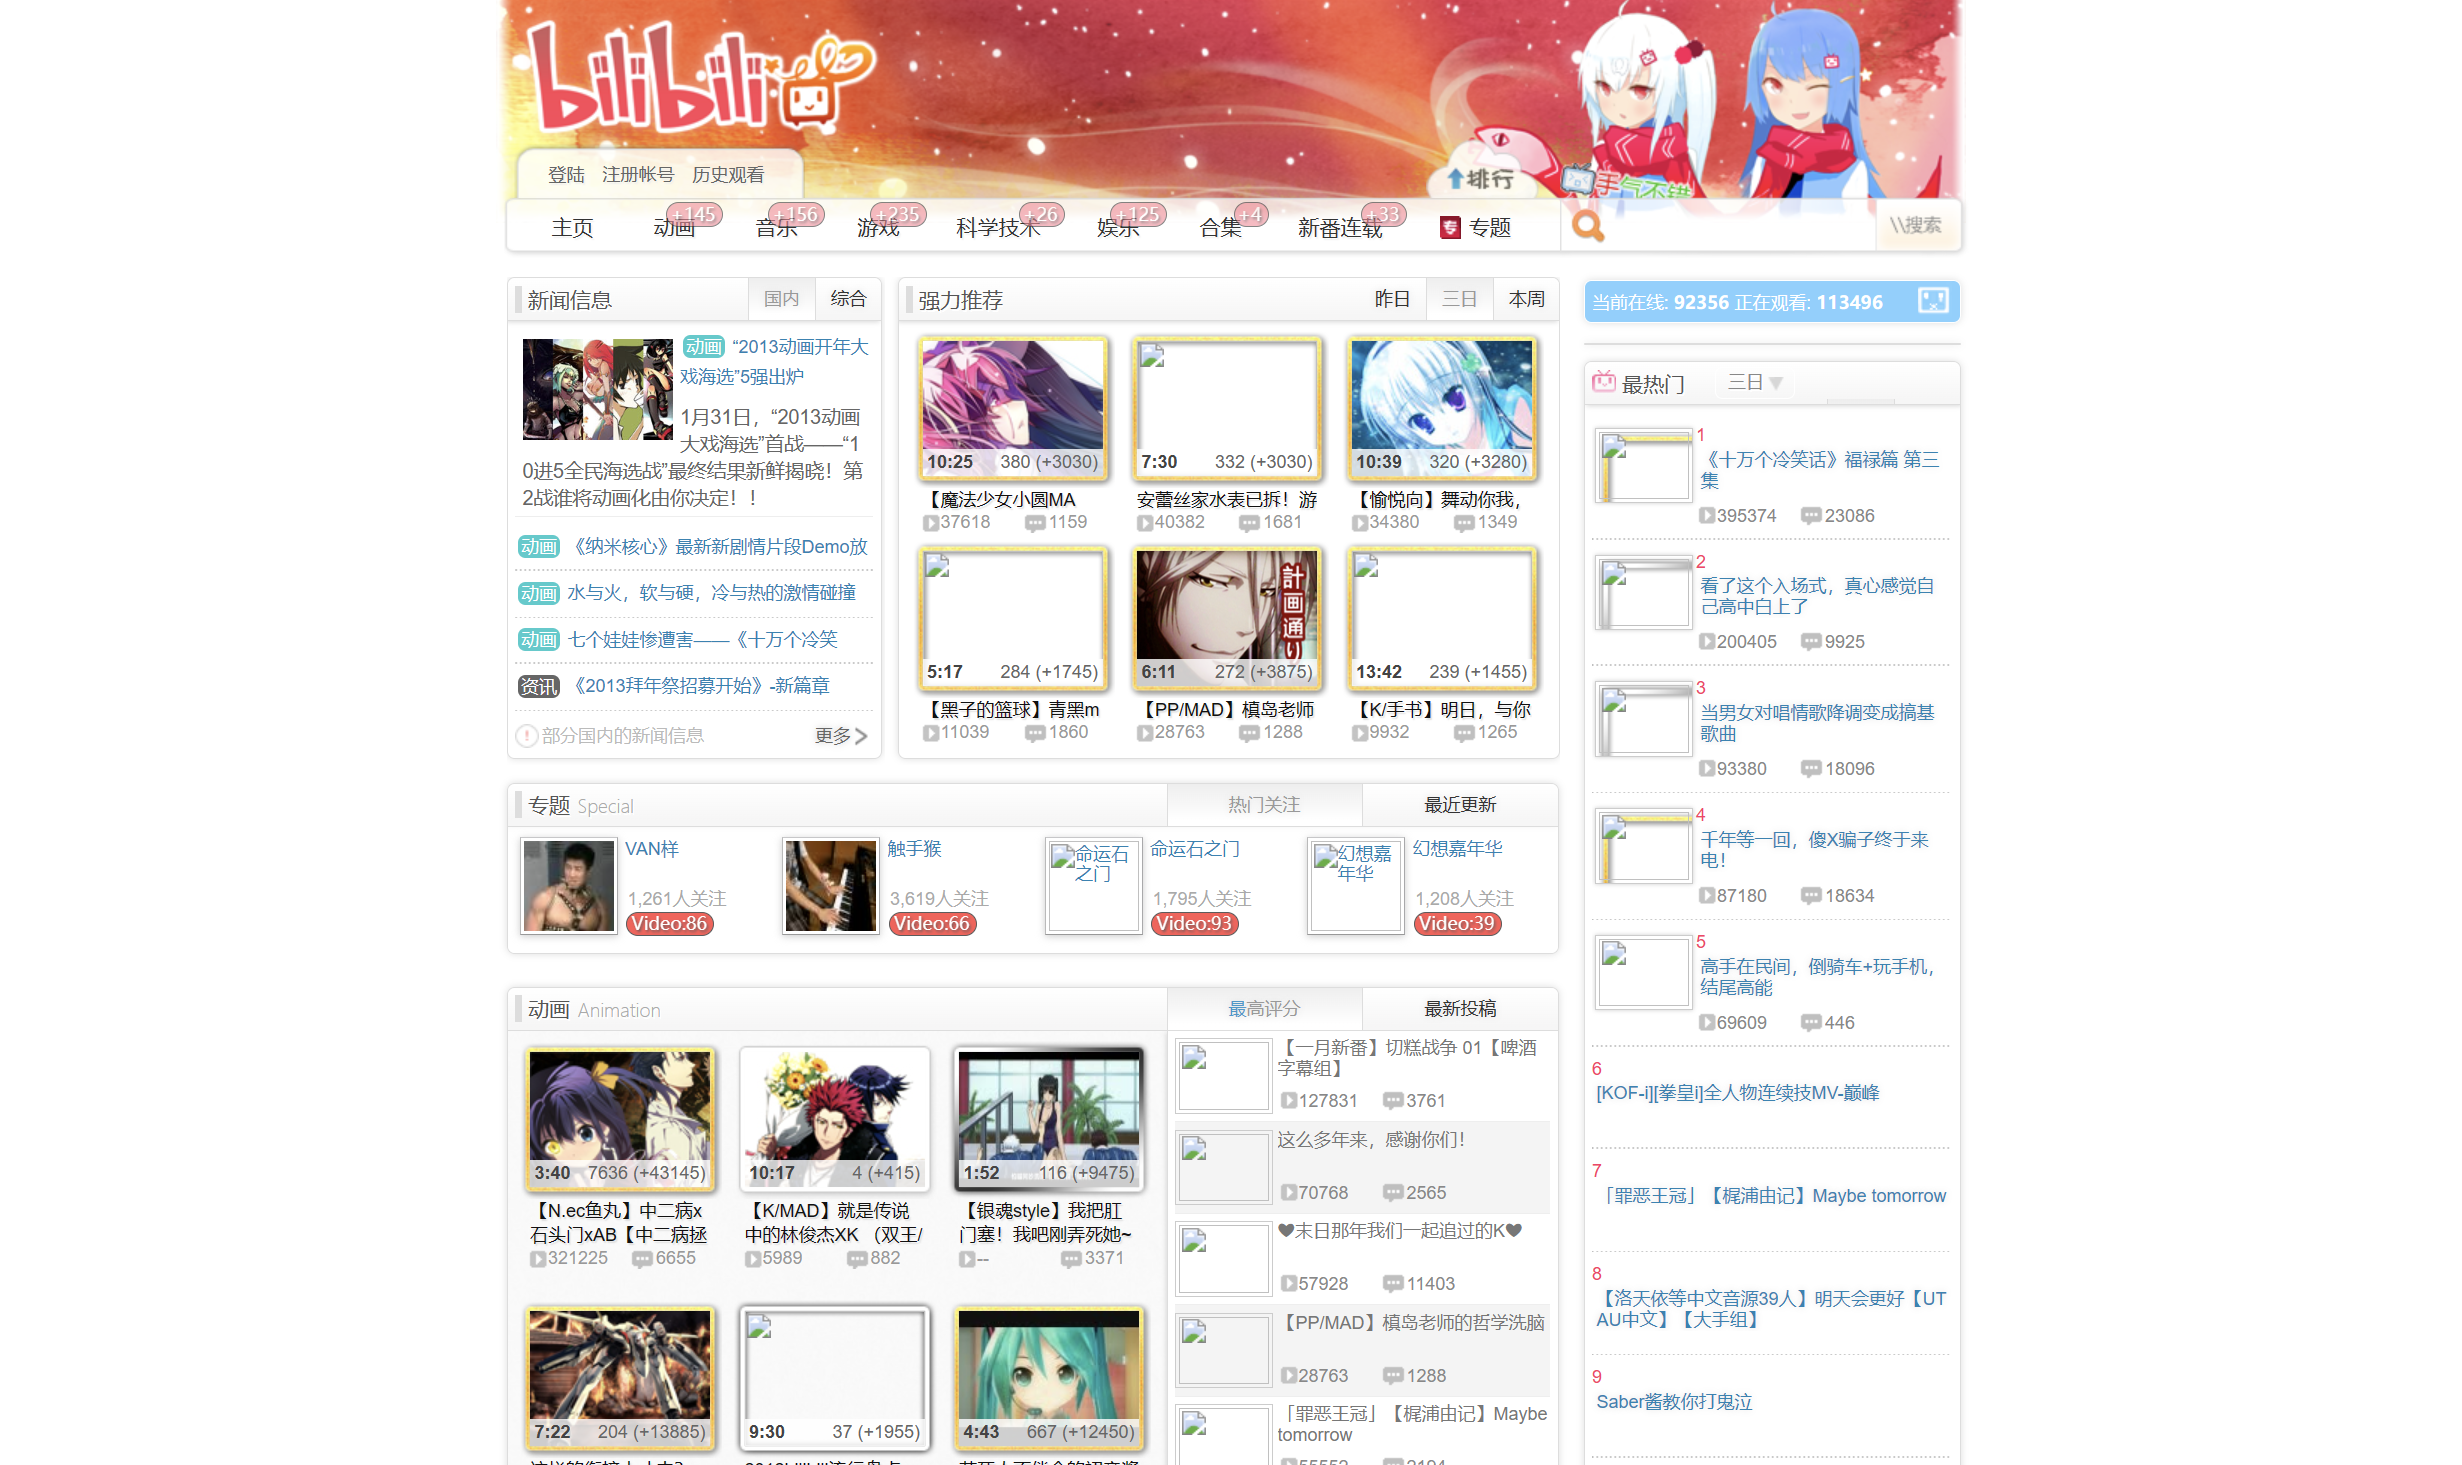 bilibili
登陆 注册帐号 历史观看
排行
手气不错
主页
动画 +145
音乐 +156
游戏 +235
科学技术 +26
娱乐 +125
合集 +4
新番连载 +33
专 专题
\\搜索
新闻信息 国内 综合
动画 “2013动画开年大
戏海选”5强出炉
1月31日，“2013动画
大戏海选”首战——“1
0进5全民海选战”最终结果新鲜揭晓！第
2战谁将动画化由你决定！！
动画 《纳米核心》最新新剧情片段Demo放
动画 水与火，软与硬，冷与热的激情碰撞
动画 七个娃娃惨遭害——《十万个冷笑
资讯 《2013拜年祭招募开始》-新篇章
部分国内的新闻信息 更多
强力推荐 昨日 三日 本周
10:25 380 (+3030)
【魔法少女小圆MA
37618 1159
7:30 332 (+3030)
安蕾丝家水表已拆！游
40382 1681
10:39 320 (+3280)
【愉悦向】舞动你我，
34380 1349
5:17 284 (+1745)
【黑子的篮球】青黑m
11039 1860
計画通り
6:11 272 (+3875)
【PP/MAD】槙岛老师
28763 1288
13:42 239 (+1455)
【K/手书】明日，与你
9932 1265
当前在线: 92356 正在观看: 113496
最热门 三日
1
《十万个冷笑话》福禄篇 第三
集
395374 23086
2
看了这个入场式，真心感觉自
己高中白上了
200405 9925
3
当男女对唱情歌降调变成搞基
歌曲
93380 18096
4
千年等一回，傻X骗子终于来
电！
87180 18634
5
高手在民间，倒骑车+玩手机，
结尾高能
69609 446
6
[KOF-i][拳皇i]全人物连续技MV-巅峰
7
「罪恶王冠」【梶浦由记】Maybe tomorrow
8
【洛天依等中文音源39人】明天会更好【UT
AU中文】【大手组】
9
Saber酱教你打鬼泣
专题 Special 热门关注 最近更新
VAN样
1,261人关注
Video:86
触手猴
3,619人关注
Video:66
命运石
之门
命运石之门
1,795人关注
Video:93
幻想嘉
年华
幻想嘉年华
1,208人关注
Video:39
动画 Animation 最高评分 最新投稿
3:40 7636 (+43145)
【N.ec鱼丸】中二病x
石头门xAB【中二病拯
321225 6655
10:17 4 (+415)
【K/MAD】就是传说
中的林俊杰XK （双王/
5989 882
1:52 116 (+9475)
【银魂style】我把肛
门塞！我吧刚弄死她~
-- 3371
7:22 204 (+13885)
9:30 37 (+1955)
4:43 667 (+12450)
【一月新番】切糕战争 01【啤酒
字幕组】
127831 3761
这么多年来，感谢你们！
70768 2565
♥末日那年我们一起追过的K♥
57928 11403
【PP/MAD】槙岛老师的哲学洗脑
28763 1288
「罪恶王冠」【梶浦由记】Maybe
tomorrow